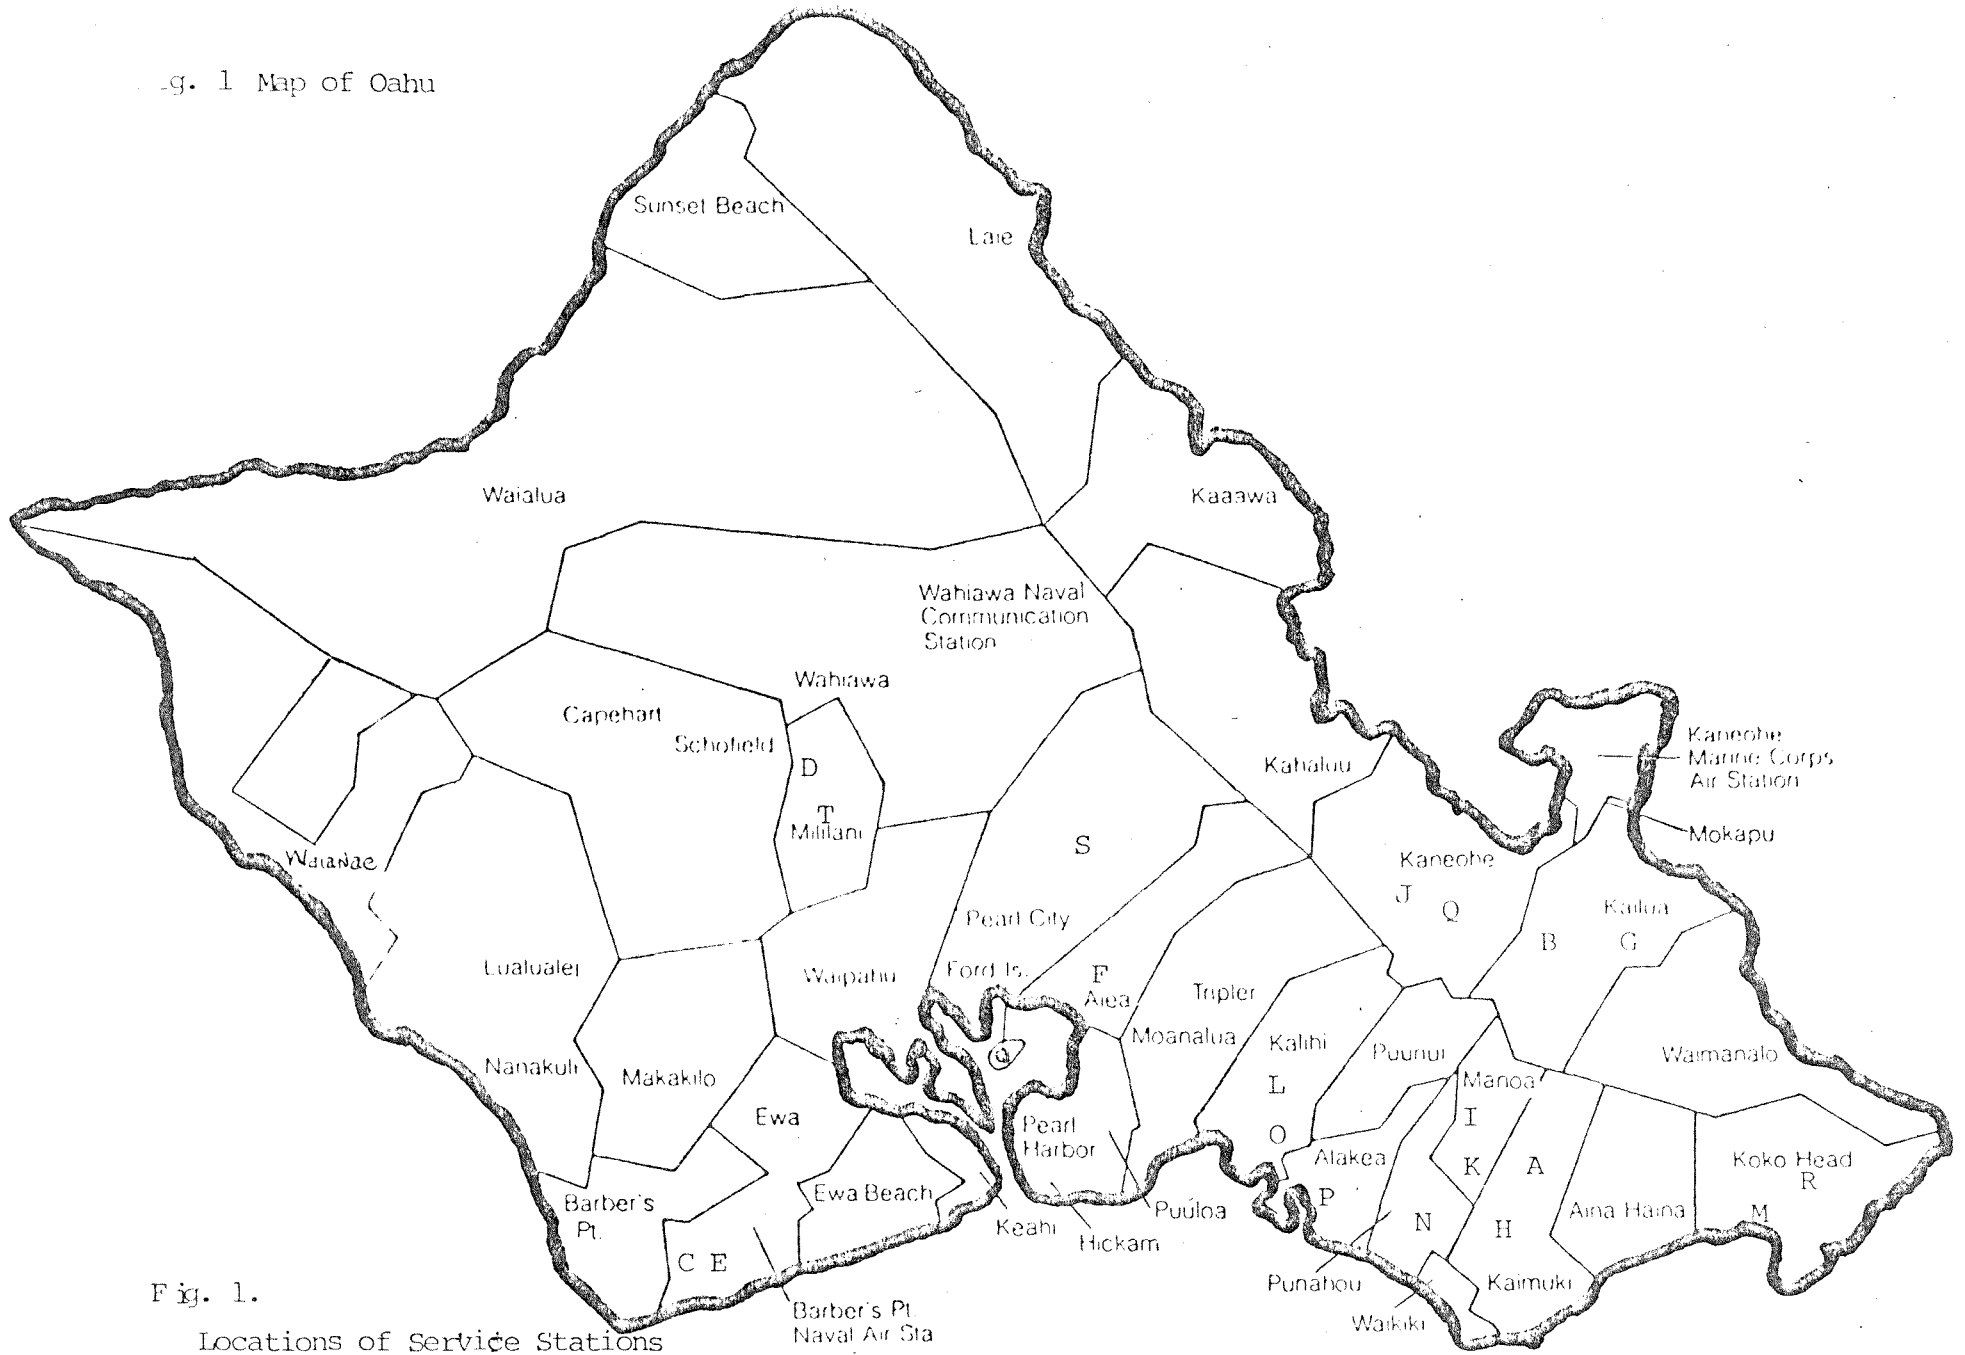 -g. 1 Map of Oahu
Sunset Beach
Laie
Waialua
Kaaawa
Wahiawa Naval
Communication
Station
Wahiawa
Capehart
Schofield
D
T
Mililani
Kahaluu
Kaneohe
Marine Corps
Air Station
Mokapu
S
Kaneohe
J
Q
Waianae
Pearl City
Kailua
B
G
Lualualei
Waipahu
Ford Is.
F
Aiea
Tripler
Moanalua
Kalihi
L
O
Puunui
Waimanalo
Nanakuli
Makakilo
Manoa
I
K
A
Ewa
Pearl
Harbor
Alakea
P
Koko Head
R
M
Barber's
Pt.
Ewa Beach
Keahi
Hickam
Puuloa
N
H
Aina Haina
C E
Punahou
Kaimuki
Waikiki
Barber's Pt.
Naval Air Sta
Fig. 1.
Locations of Service Stations